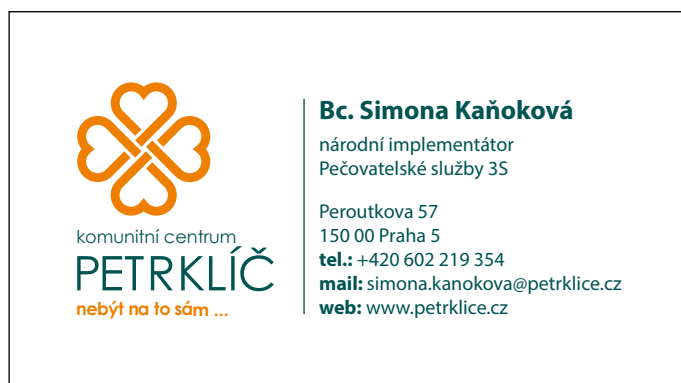 komunitní centrum
PETRKLÍČ
nebýt na to sám ...
Bc. Simona Kaňoková
národní implementátor
Pečovatelské služby 3S
Peroutkova 57
150 00 Praha 5
tel.: +420 602 219 354
mail: simona.kanokova@petrklice.cz
web: www.petrklice.cz